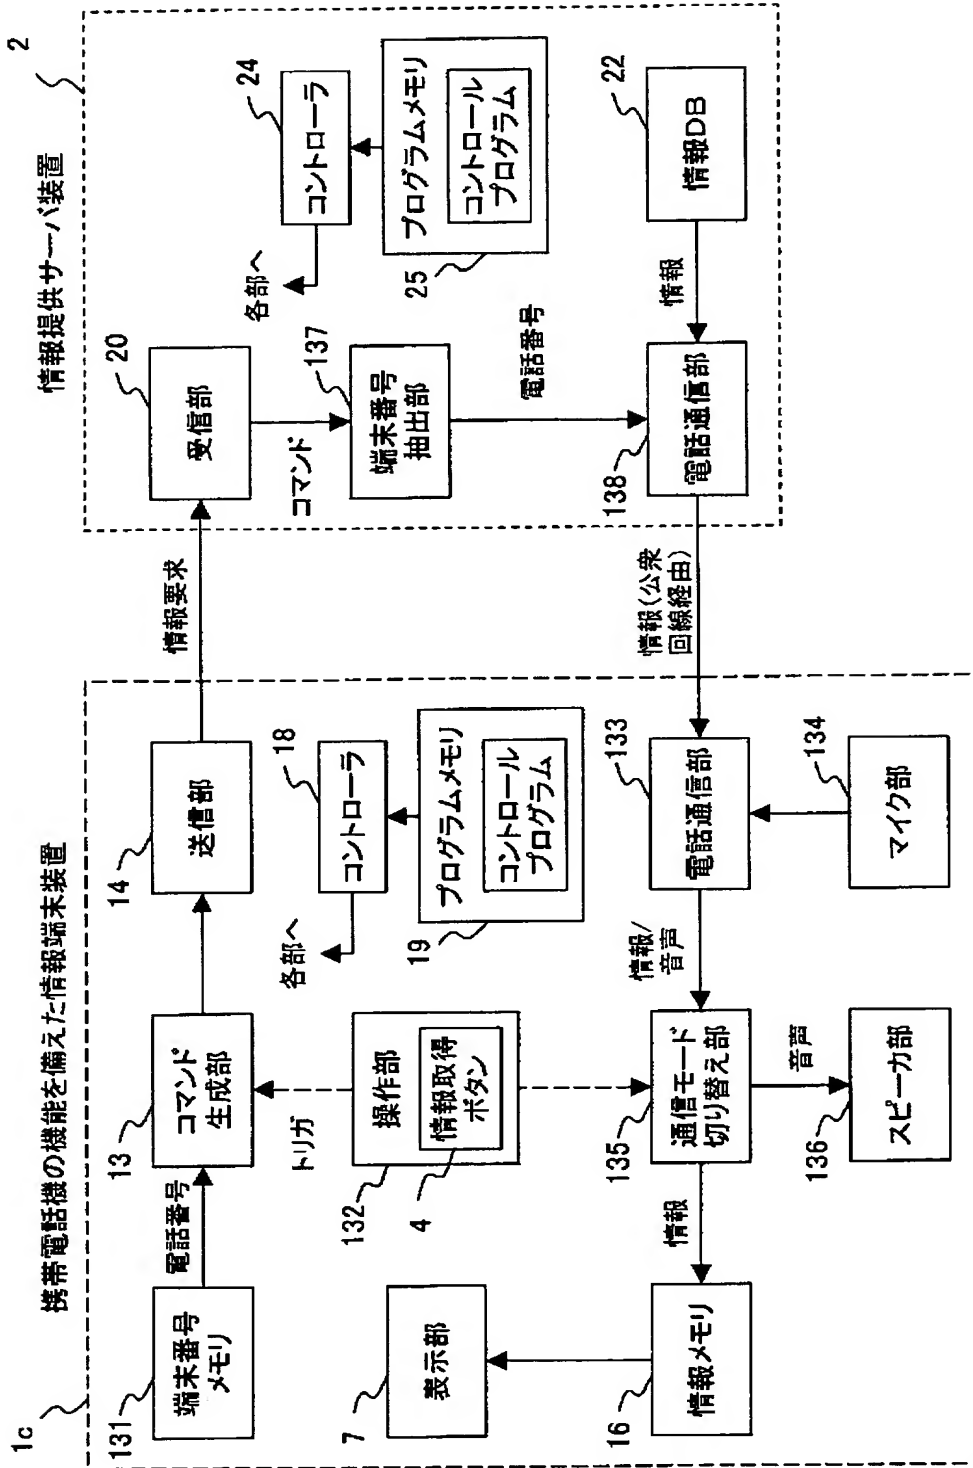 1c
携帯電話機の機能を備えた情報端末装置
131
端末番号
メモリ
電話番号
13
コマンド
生成部
14
送信部
情報要求
トリガ
132
操作部
4
情報取得
ボタン
各部へ
18
コントローラ
19
プログラムメモリ
コントロール
プログラム
7
表示部
16
情報メモリ
情報
135
通信モード
切り替え部
情報/
音声
133
電話通信部
音声
136
スピーカ部
134
マイク部
情報(公衆
回線経由)
2
情報提供サーバ装置
20
受信部
コマンド
137
端末番号
抽出部
電話番号
138
電話通信部
各部へ
24
コントローラ
25
プログラムメモリ
コントロール
プログラム
情報
22
情報DB